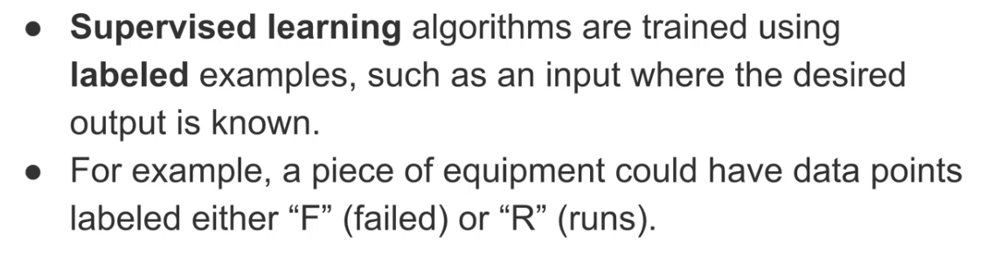 ● Supervised learning algorithms are trained using
labeled examples, such as an input where the desired
output is known.
● For example, a piece of equipment could have data points
labeled either “F” (failed) or “R” (runs).